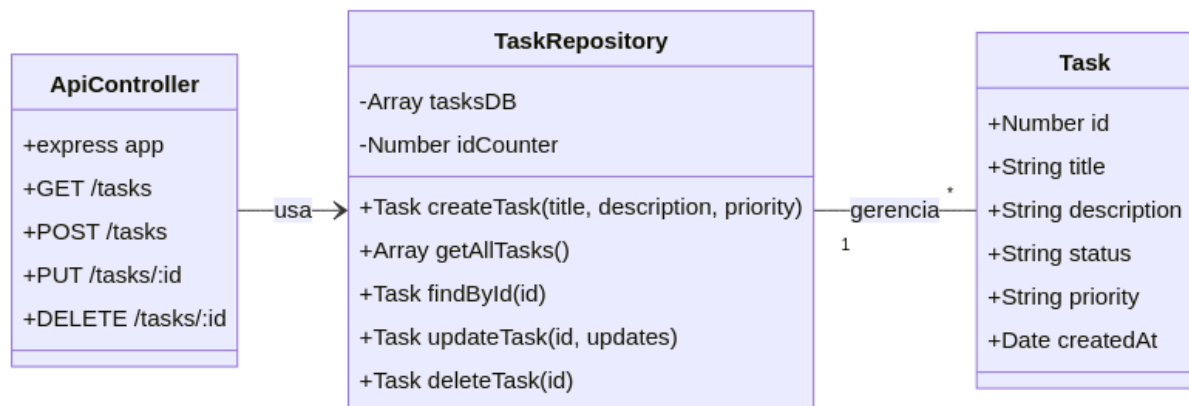 ApiController
+express app
+GET /tasks
+POST /tasks
+PUT /tasks/:id
+DELETE /tasks/:id
usa
TaskRepository
-Array tasksDB
-Number idCounter
+Task createTask(title, description, priority)
+Array getAllTasks()
+Task findById(id)
+Task updateTask(id, updates)
+Task deleteTask(id)
1
gerencia
*
Task
+Number id
+String title
+String description
+String status
+String priority
+Date createdAt